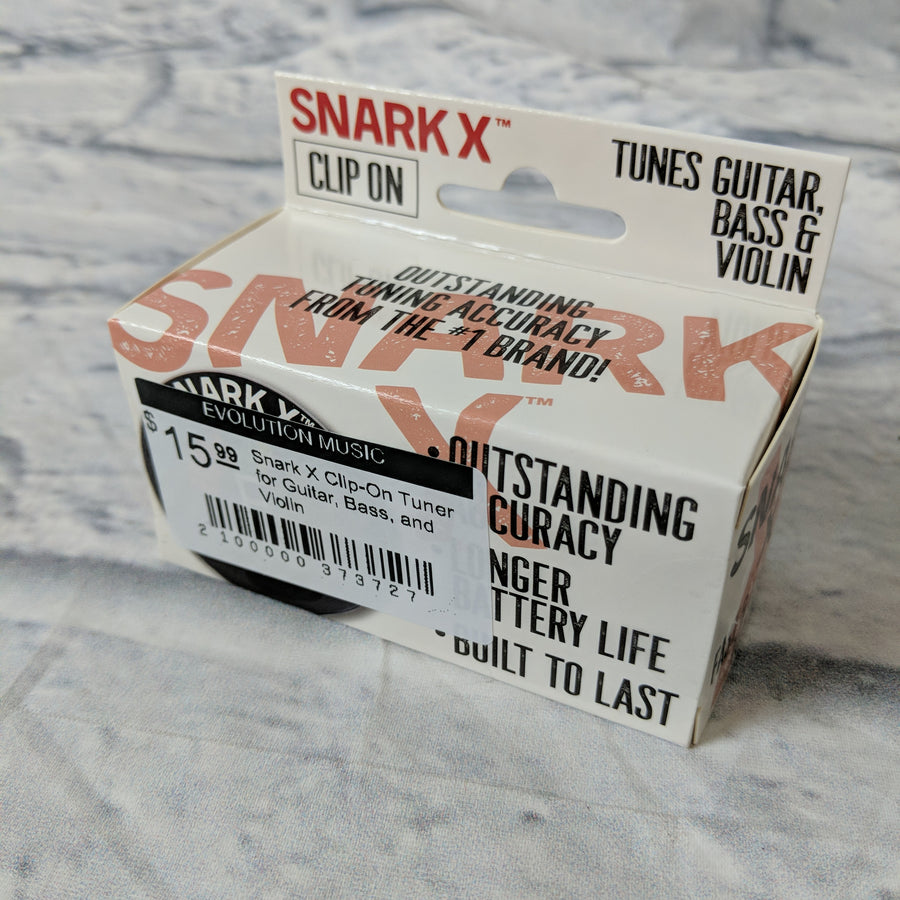 SNARK X™
CLIP ON
TUNES GUITAR,
BASS &
VIOLIN
OUTSTANDING
TUNING ACCURACY
FROM THE #1 BRAND!
SNARK
X™
SNARK X™
EVOLUTION MUSIC
$15.99
Snark X Clip-On Tuner
for Guitar, Bass, and
Violin
2 100000 373727
• OUTSTANDING
ACCURACY
• LONGER
BATTERY LIFE
• BUILT TO LAST